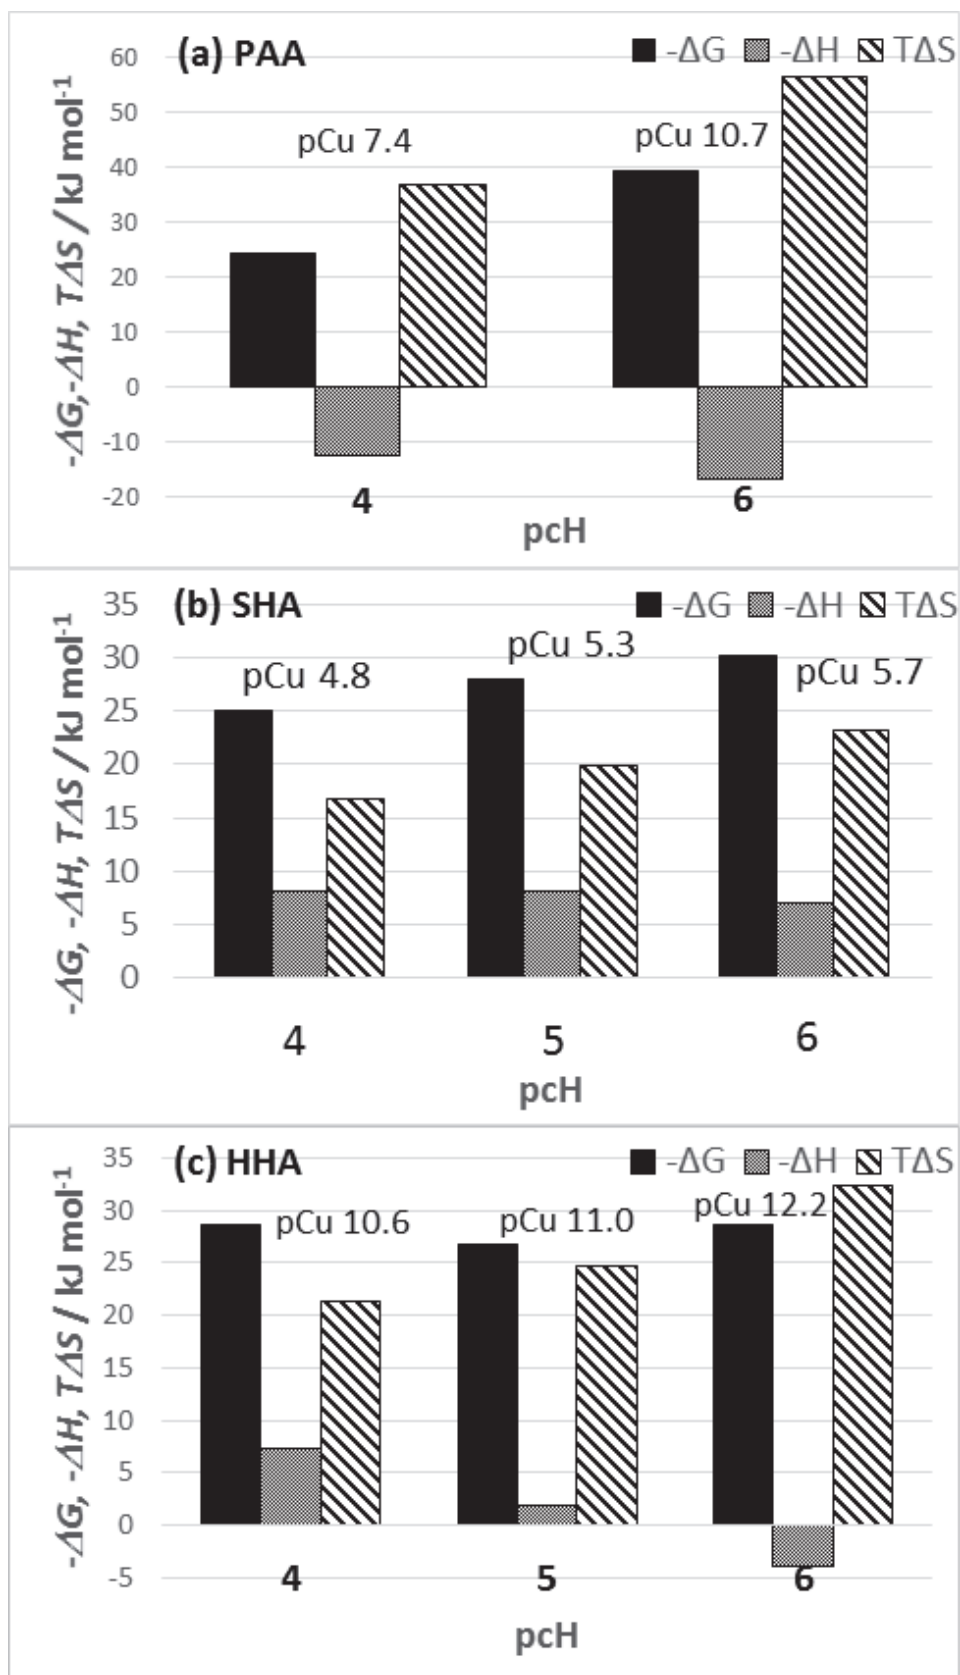 (a) PAA
-ΔG -ΔH TΔS
-ΔG,-ΔH, TΔS / kJ mol-1
60
50
40
30
20
10
0
-10
-20
pCu 7.4
pCu 10.7
4 6
pcH
(b) SHA
-ΔG -ΔH TΔS
-ΔG, -ΔH, TΔS / kJ mol-1
35
30
25
20
15
10
5
0
pCu 4.8
pCu 5.3
pCu 5.7
4 5 6
pcH
(c) HHA
-ΔG -ΔH TΔS
-ΔG, -ΔH, TΔS / kJ mol-1
35
30
25
20
15
10
5
0
-5
pCu 10.6
pCu 11.0
pCu 12.2
4 5 6
pcH